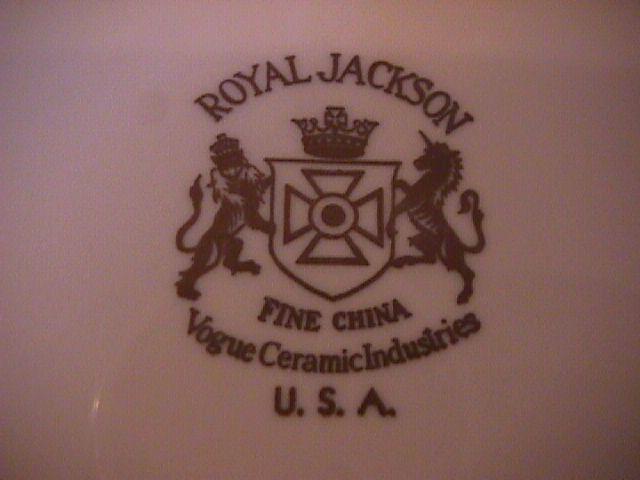 ROYAL JACKSON
FINE CHINA
Vogue Ceramic Industries
U. S. A.